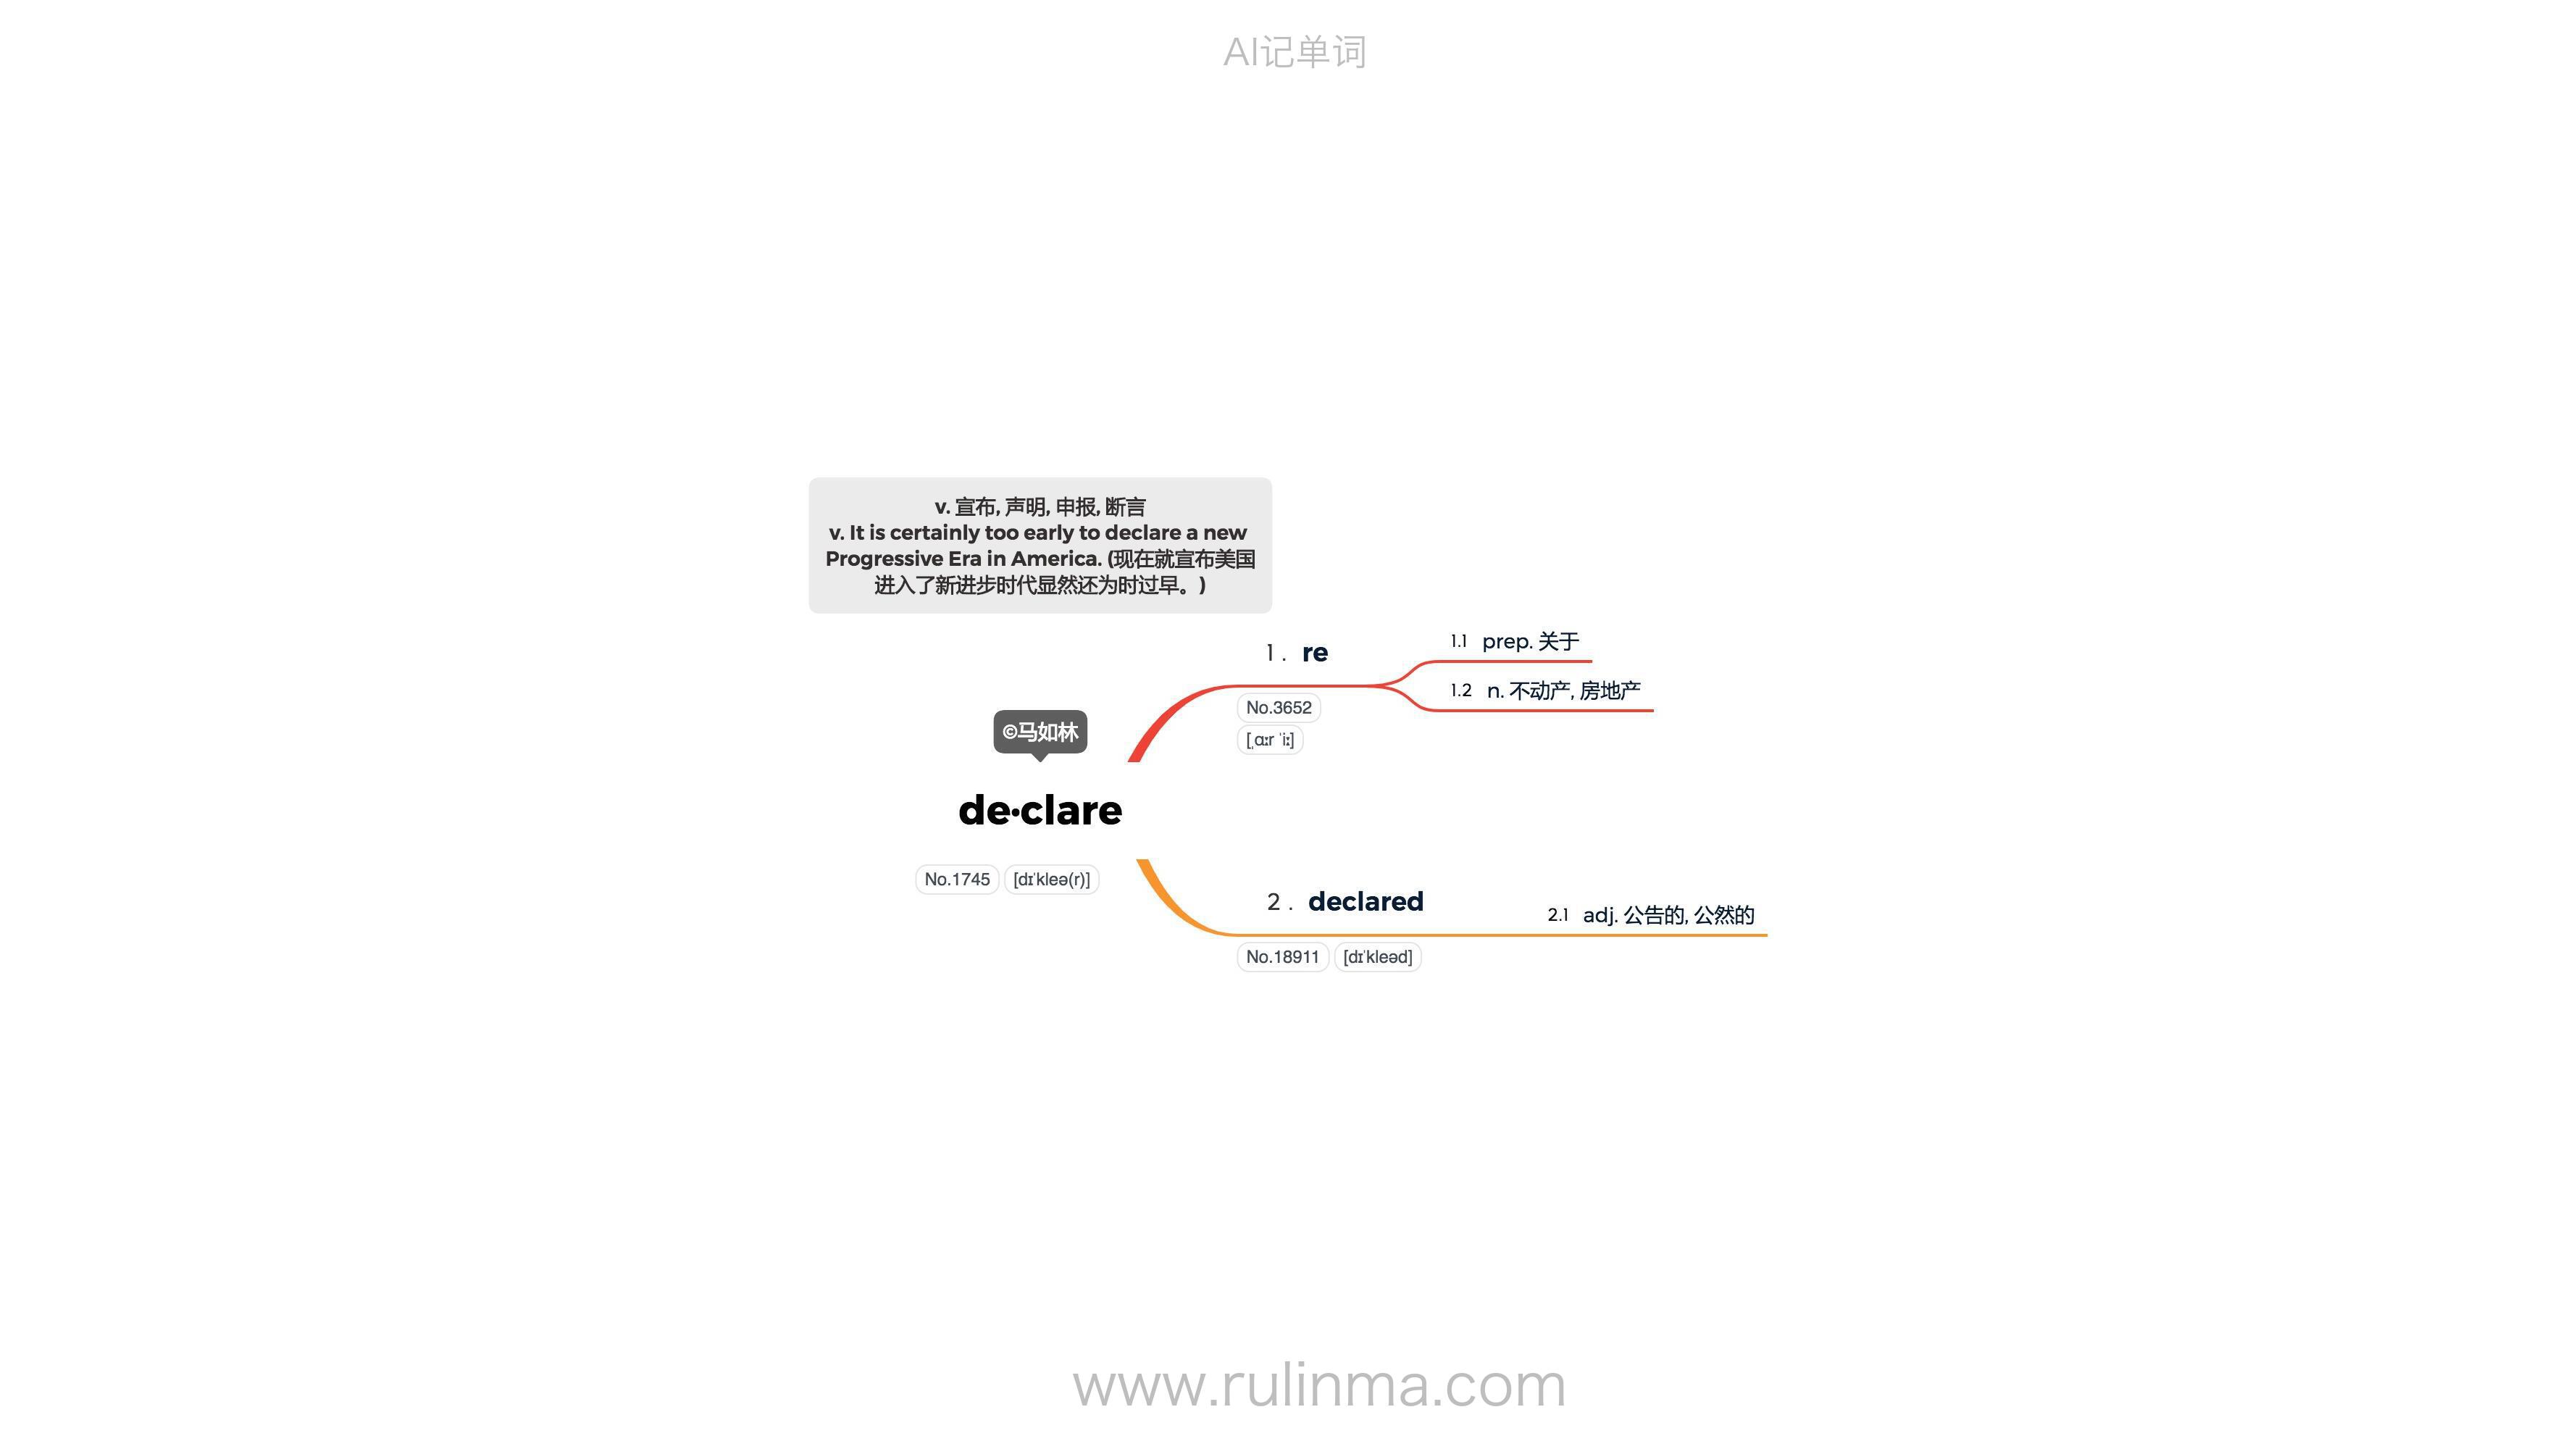 AI记单词
v. 宣布, 声明, 申报, 断言
v. It is certainly too early to declare a new
Progressive Era in America. (现在就宣布美国
进入了新进步时代显然还为时过早。)
1. re
1.1 prep. 关于
1.2 n. 不动产, 房地产
No.3652
[ˌɑːr ˈiː]
©马如林
de·clare
No.1745 [dɪˈkleə(r)]
2. declared
2.1 adj. 公告的, 公然的
No.18911 [dɪˈkleəd]
www.rulinma.com